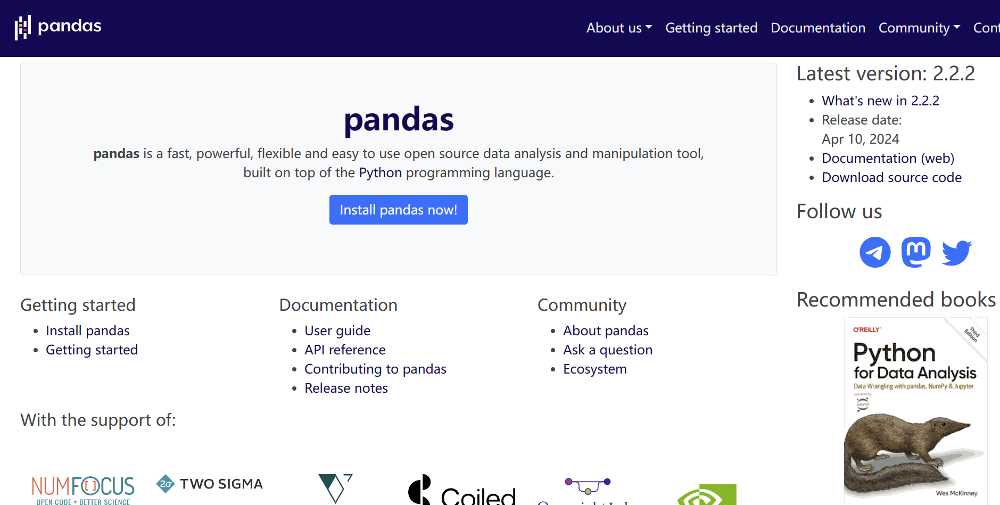 pandas
About us
Getting started
Documentation
Community
pandas
pandas is a fast, powerful, flexible and easy to use open source data analysis and manipulation tool,
built on top of the Python programming language.
Install pandas now!
Getting started
Install pandas
Getting started
Documentation
User guide
API reference
Contributing to pandas
Release notes
Community
About pandas
Ask a question
Ecosystem
With the support of:
NUMFOCUS
OPEN CODE = BETTER SCIENCE
2σ TWO SIGMA
Coiled
Latest version: 2.2.2
What's new in 2.2.2
Release date:
Apr 10, 2024
Documentation (web)
Download source code
Follow us
Recommended books
O'REILLY
Third
Edition
Python
for Data Analysis
Data Wrangling with pandas, NumPy & Jupyter
powered by
jupyter
Wes McKinney